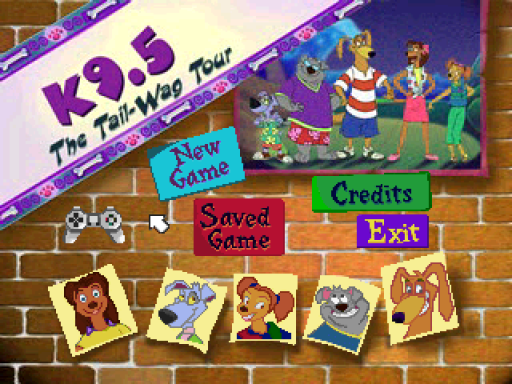 K9.5
The Tail-Wag Tour
New
Game
Saved
Game
Credits
Exit